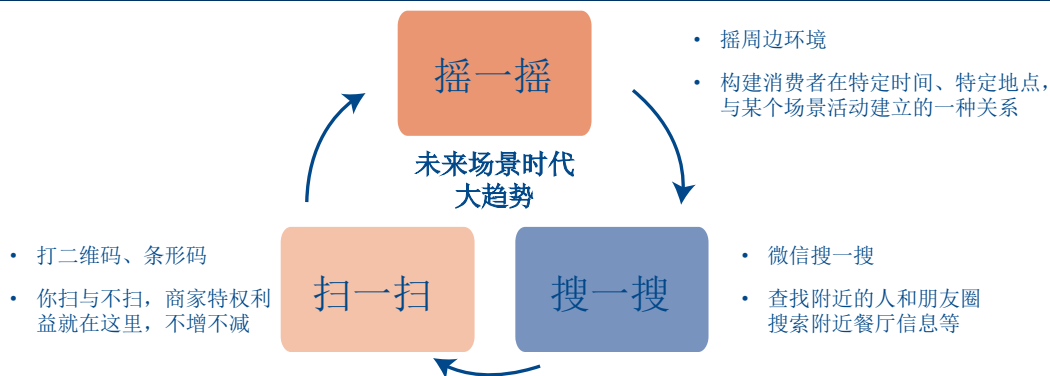 摇一摇
• 摇周边环境
• 构建消费者在特定时间、特定地点，
与某个场景活动建立的一种关系
未来场景时代
大趋势
• 打二维码、条形码
• 你扫与不扫，商家特权利
益就在这里，不增不减
扫一扫
搜一搜
• 微信搜一搜
• 查找附近的人和朋友圈
搜索附近餐厅信息等